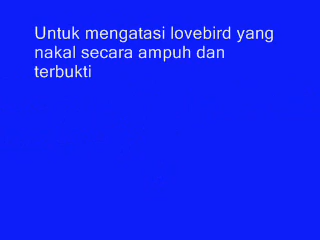 Untuk mengatasi lovebird yang
nakal secara ampuh dan
terbukti